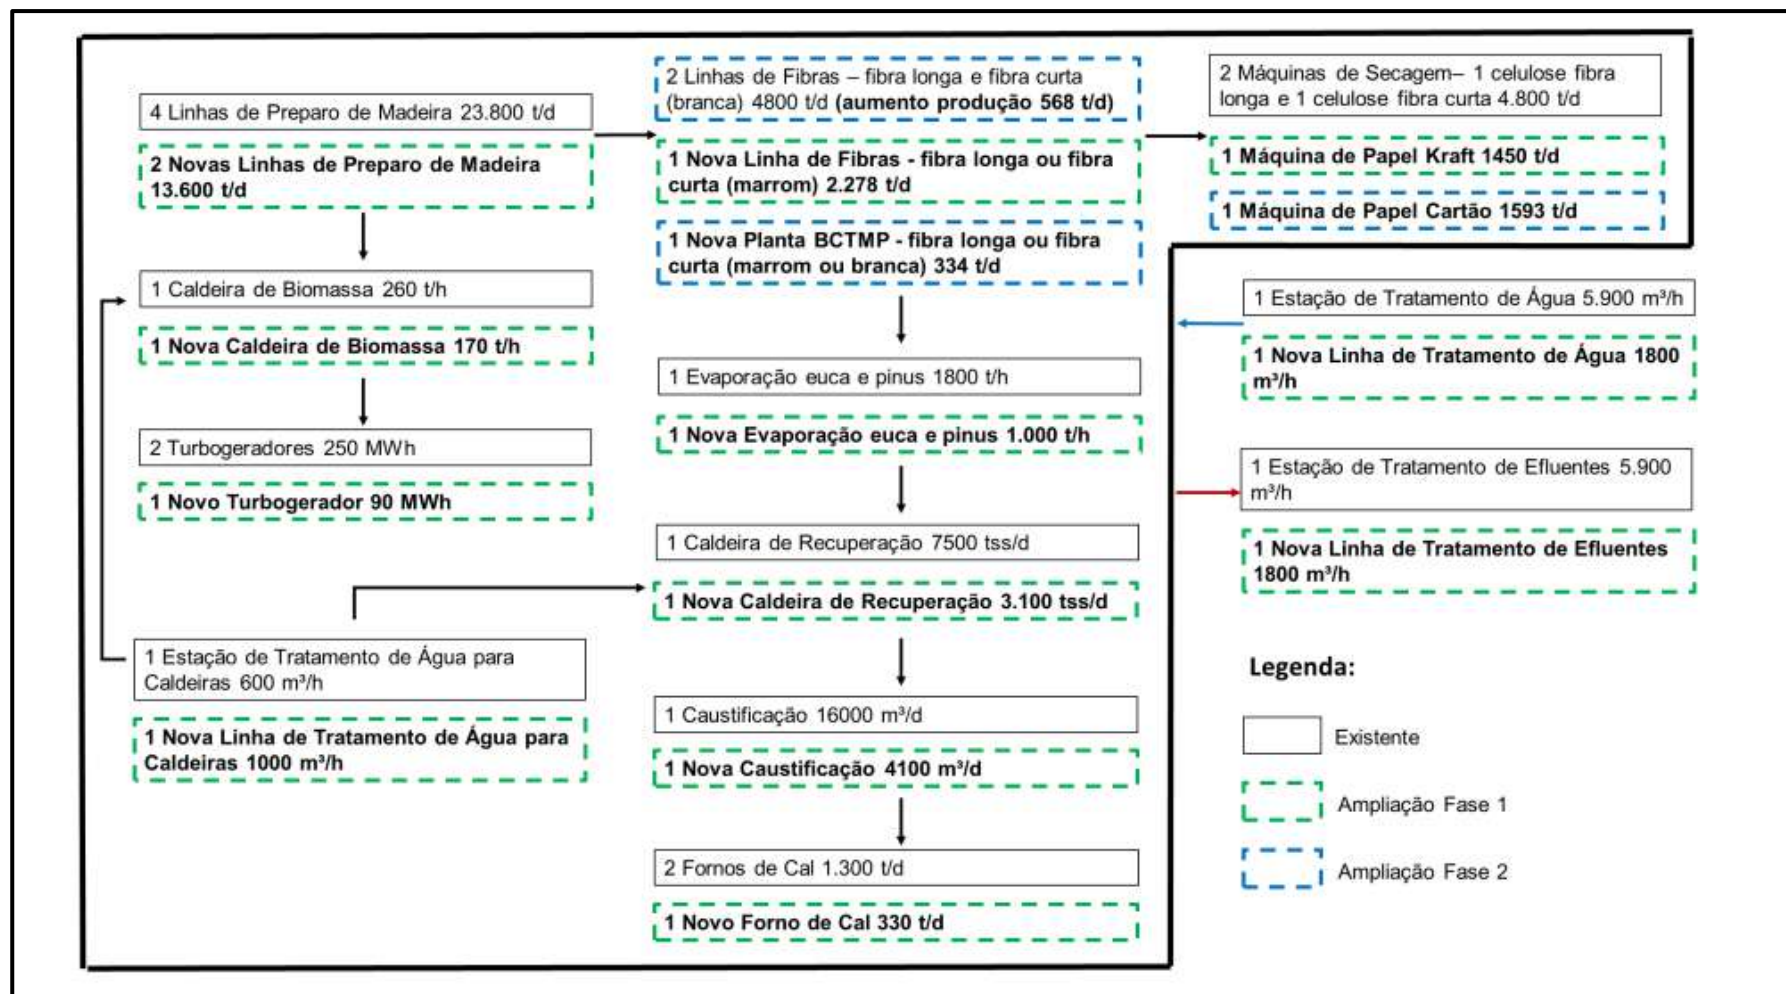 4 Linhas de Preparo de Madeira 23.800 t/d
2 Novas Linhas de Preparo de Madeira
13.600 t/d
1 Caldeira de Biomassa 260 t/h
1 Nova Caldeira de Biomassa 170 t/h
2 Turbogeradores 250 MWh
1 Novo Turbogerador 90 MWh
1 Estação de Tratamento de Água para
Caldeiras 600 m³/h
1 Nova Linha de Tratamento de Água para
Caldeiras 1000 m³/h
2 Linhas de Fibras – fibra longa e fibra curta
(branca) 4800 t/d (aumento produção 568 t/d)
1 Nova Linha de Fibras - fibra longa ou fibra
curta (marrom) 2.278 t/d
1 Nova Planta BCTMP - fibra longa ou fibra
curta (marrom ou branca) 334 t/d
1 Evaporação euca e pinus 1800 t/h
1 Nova Evaporação euca e pinus 1.000 t/h
1 Caldeira de Recuperação 7500 tss/d
1 Nova Caldeira de Recuperação 3.100 tss/d
1 Caustificação 16000 m³/d
1 Nova Caustificação 4100 m³/d
2 Fornos de Cal 1.300 t/d
1 Novo Forno de Cal 330 t/d
2 Máquinas de Secagem– 1 celulose fibra
longa e 1 celulose fibra curta 4.800 t/d
1 Máquina de Papel Kraft 1450 t/d
1 Máquina de Papel Cartão 1593 t/d
1 Estação de Tratamento de Água 5.900 m³/h
1 Nova Linha de Tratamento de Água 1800
m³/h
1 Estação de Tratamento de Efluentes 5.900
m³/h
1 Nova Linha de Tratamento de Efluentes
1800 m³/h
Legenda:
Existente
Ampliação Fase 1
Ampliação Fase 2